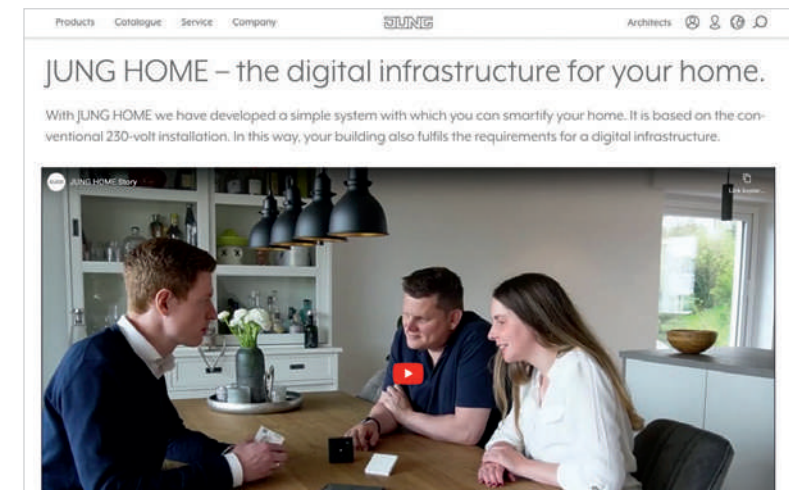 Products Catalogue Service Company JUNG Architects
JUNG HOME – the digital infrastructure for your home.
With JUNG HOME we have developed a simple system with which you can smartify your home. It is based on the con-
ventional 230-volt installation. In this way, your building also fulfils the requirements for a digital infrastructure.
JUNG HOME Story